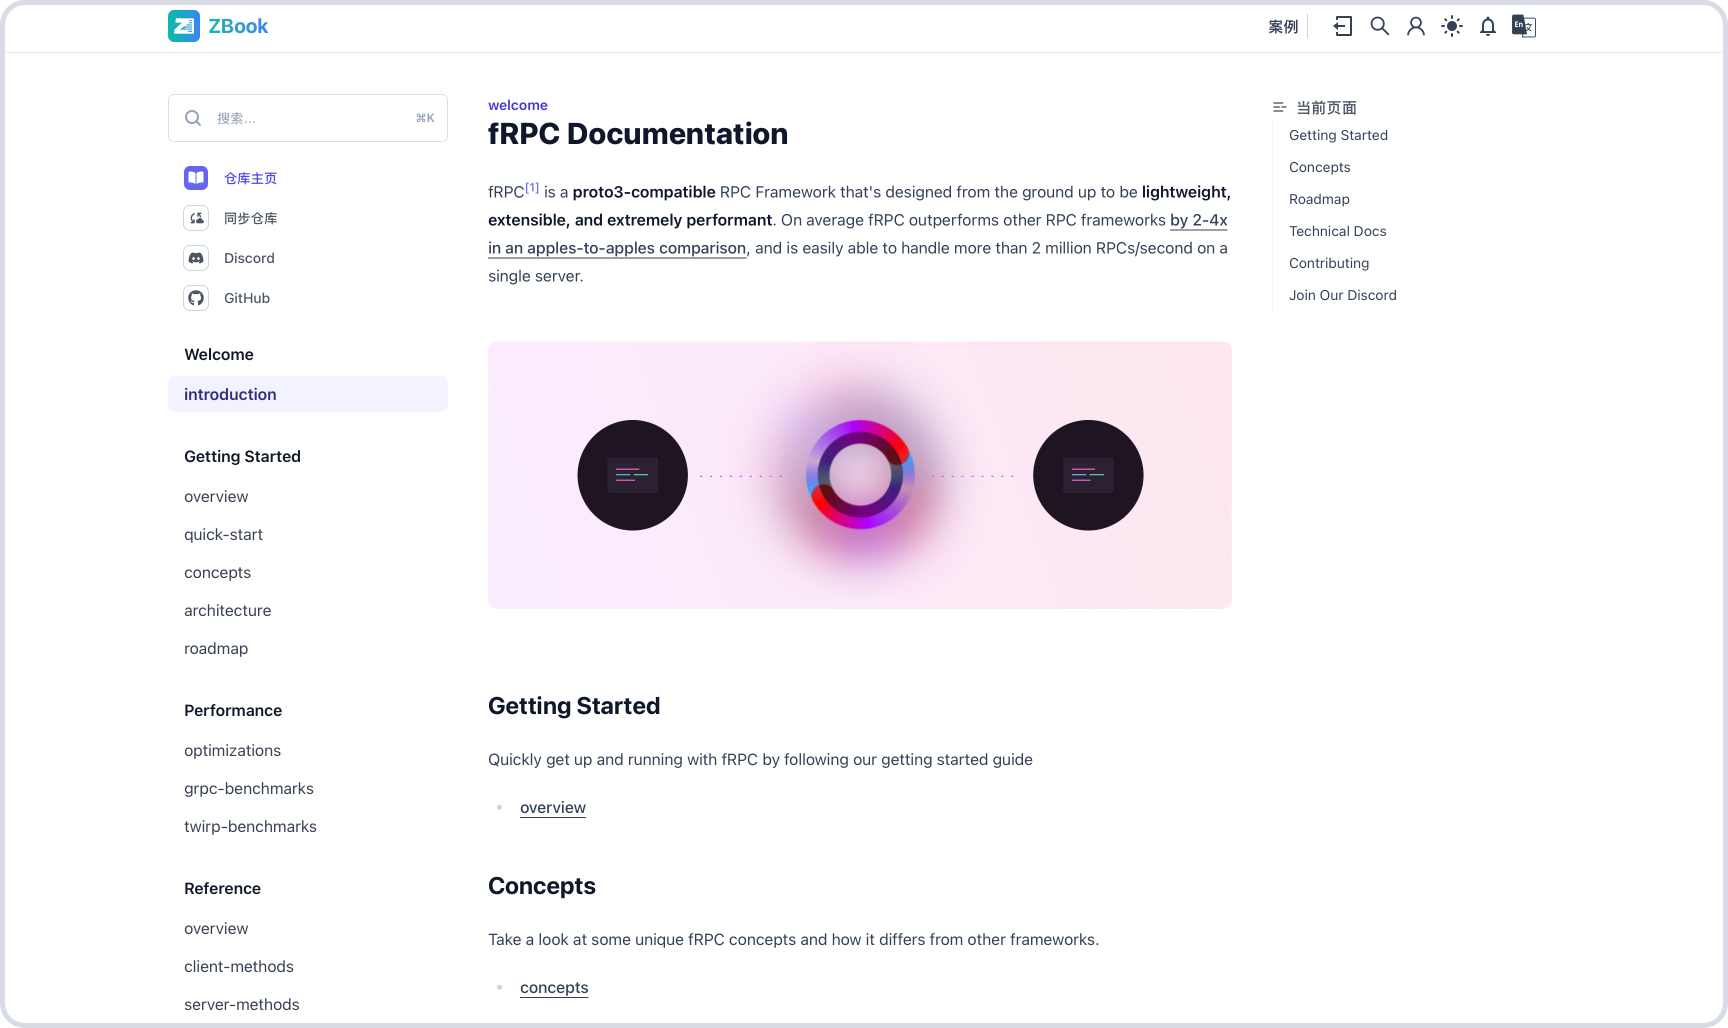 ZBook
案例
En
文
搜索...
⌘K
仓库主页
同步仓库
Discord
GitHub
Welcome
introduction
Getting Started
overview
quick-start
concepts
architecture
roadmap
Performance
optimizations
grpc-benchmarks
twirp-benchmarks
Reference
overview
client-methods
server-methods
welcome
fRPC Documentation
fRPC[1] is a proto3-compatible RPC Framework that's designed from the ground up to be lightweight,
extensible, and extremely performant. On average fRPC outperforms other RPC frameworks by 2-4x
in an apples-to-apples comparison, and is easily able to handle more than 2 million RPCs/second on a
single server.
Getting Started
Quickly get up and running with fRPC by following our getting started guide
overview
Concepts
Take a look at some unique fRPC concepts and how it differs from other frameworks.
concepts
当前页面
Getting Started
Concepts
Roadmap
Technical Docs
Contributing
Join Our Discord